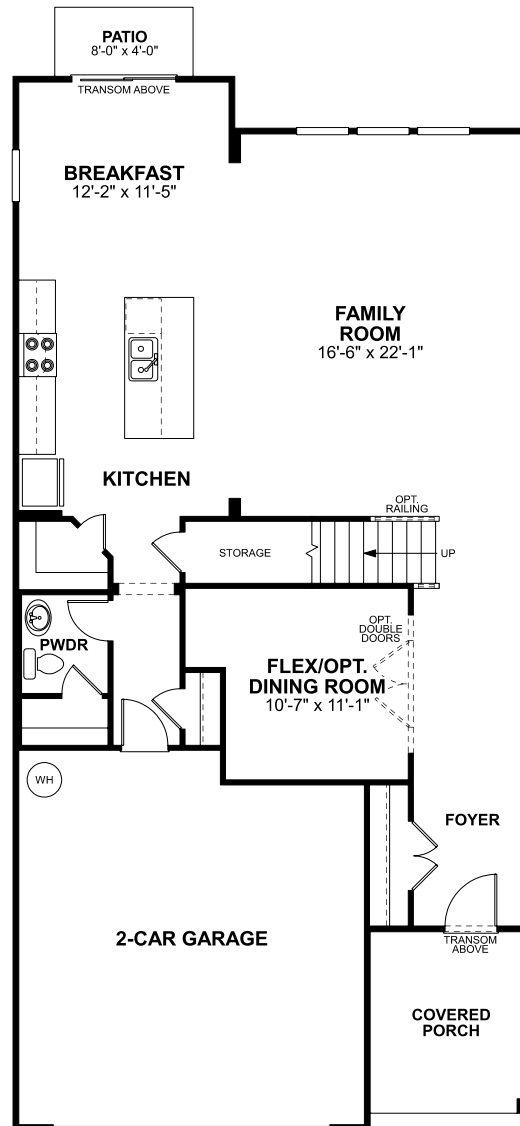 PATIO
8'-0" x 4'-0"
TRANSOM ABOVE
BREAKFAST
12'-2" x 11'-5"
FAMILY
ROOM
16'-6" x 22'-1"
KITCHEN
OPT.
RAILING
STORAGE
UP
OPT.
DOUBLE
DOORS
PWDR
FLEX/OPT.
DINING ROOM
10'-7" x 11'-1"
WH
FOYER
2-CAR GARAGE
TRANSOM
ABOVE
COVERED
PORCH